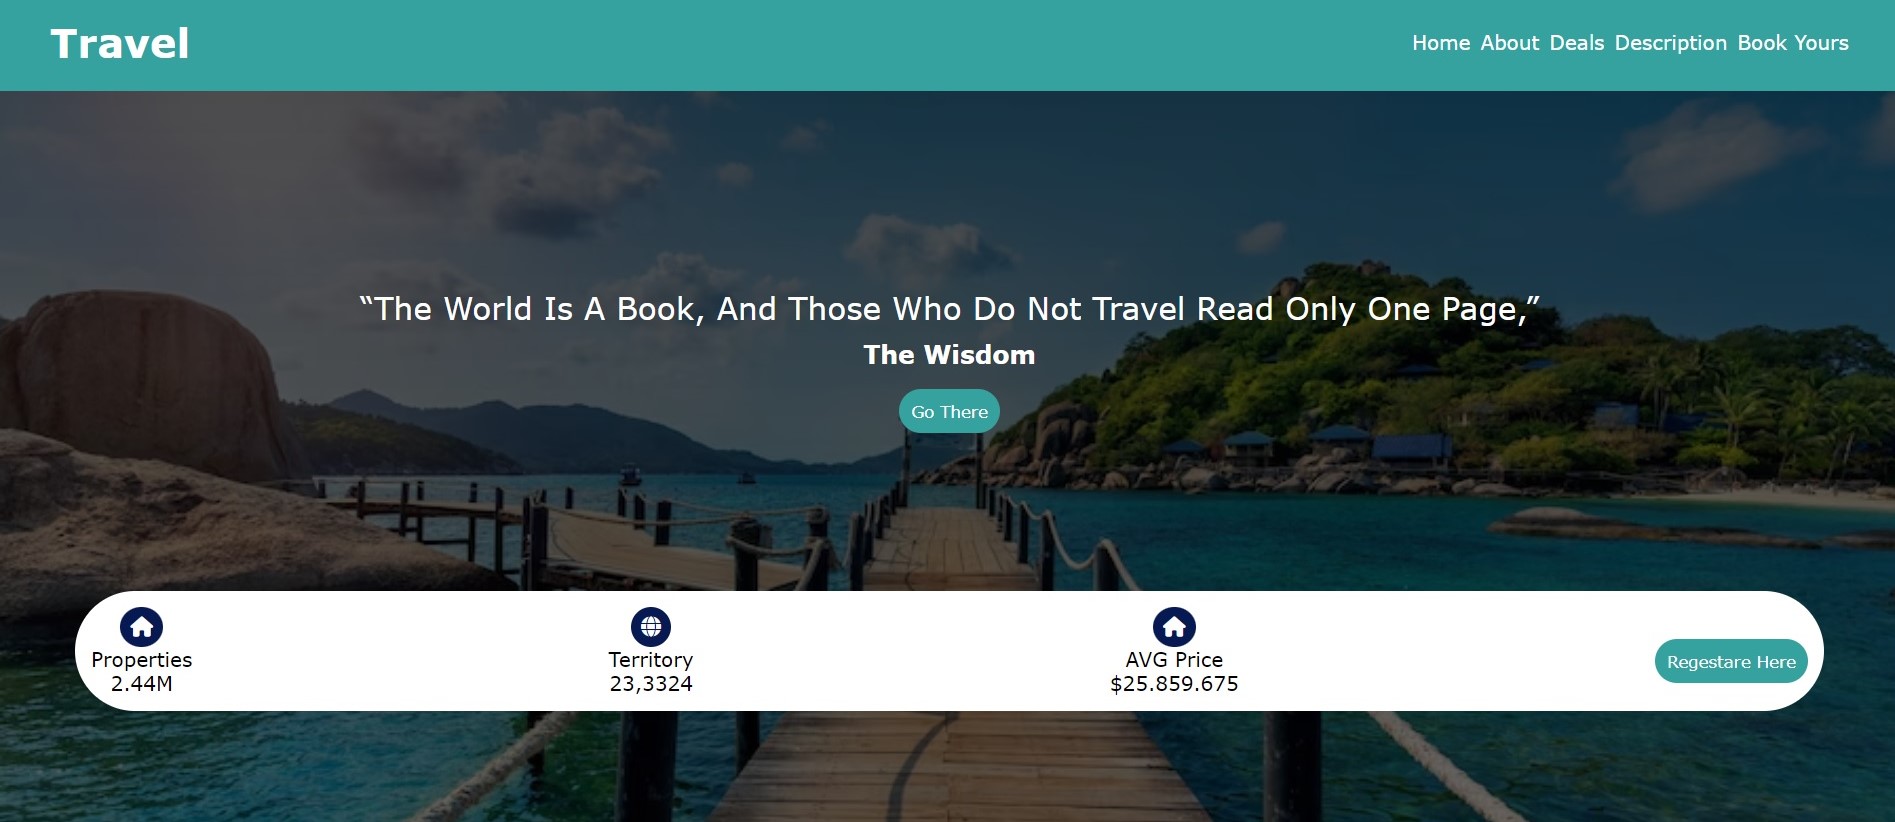 Travel
Home About Deals Description Book Yours
“The World Is A Book, And Those Who Do Not Travel Read Only One Page,”
The Wisdom
Go There
Properties
2.44M
Territory
23,3324
AVG Price
$25.859.675
Regestare Here